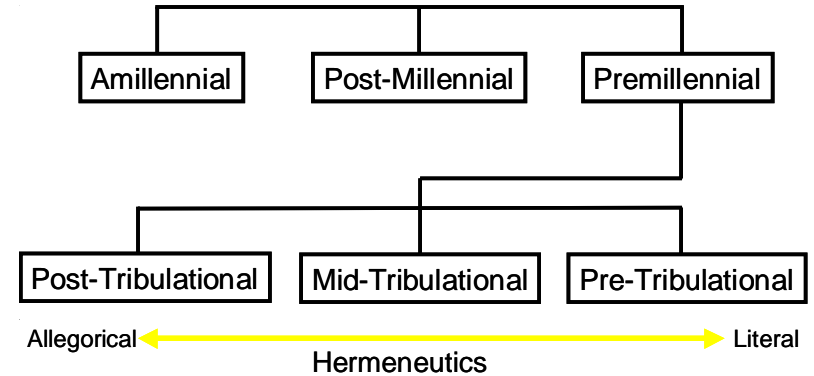 Amillennial
Post-Millennial
Premillennial
Post-Tribulational
Mid-Tribulational
Pre-Tribulational
Allegorical
Literal
Hermeneutics